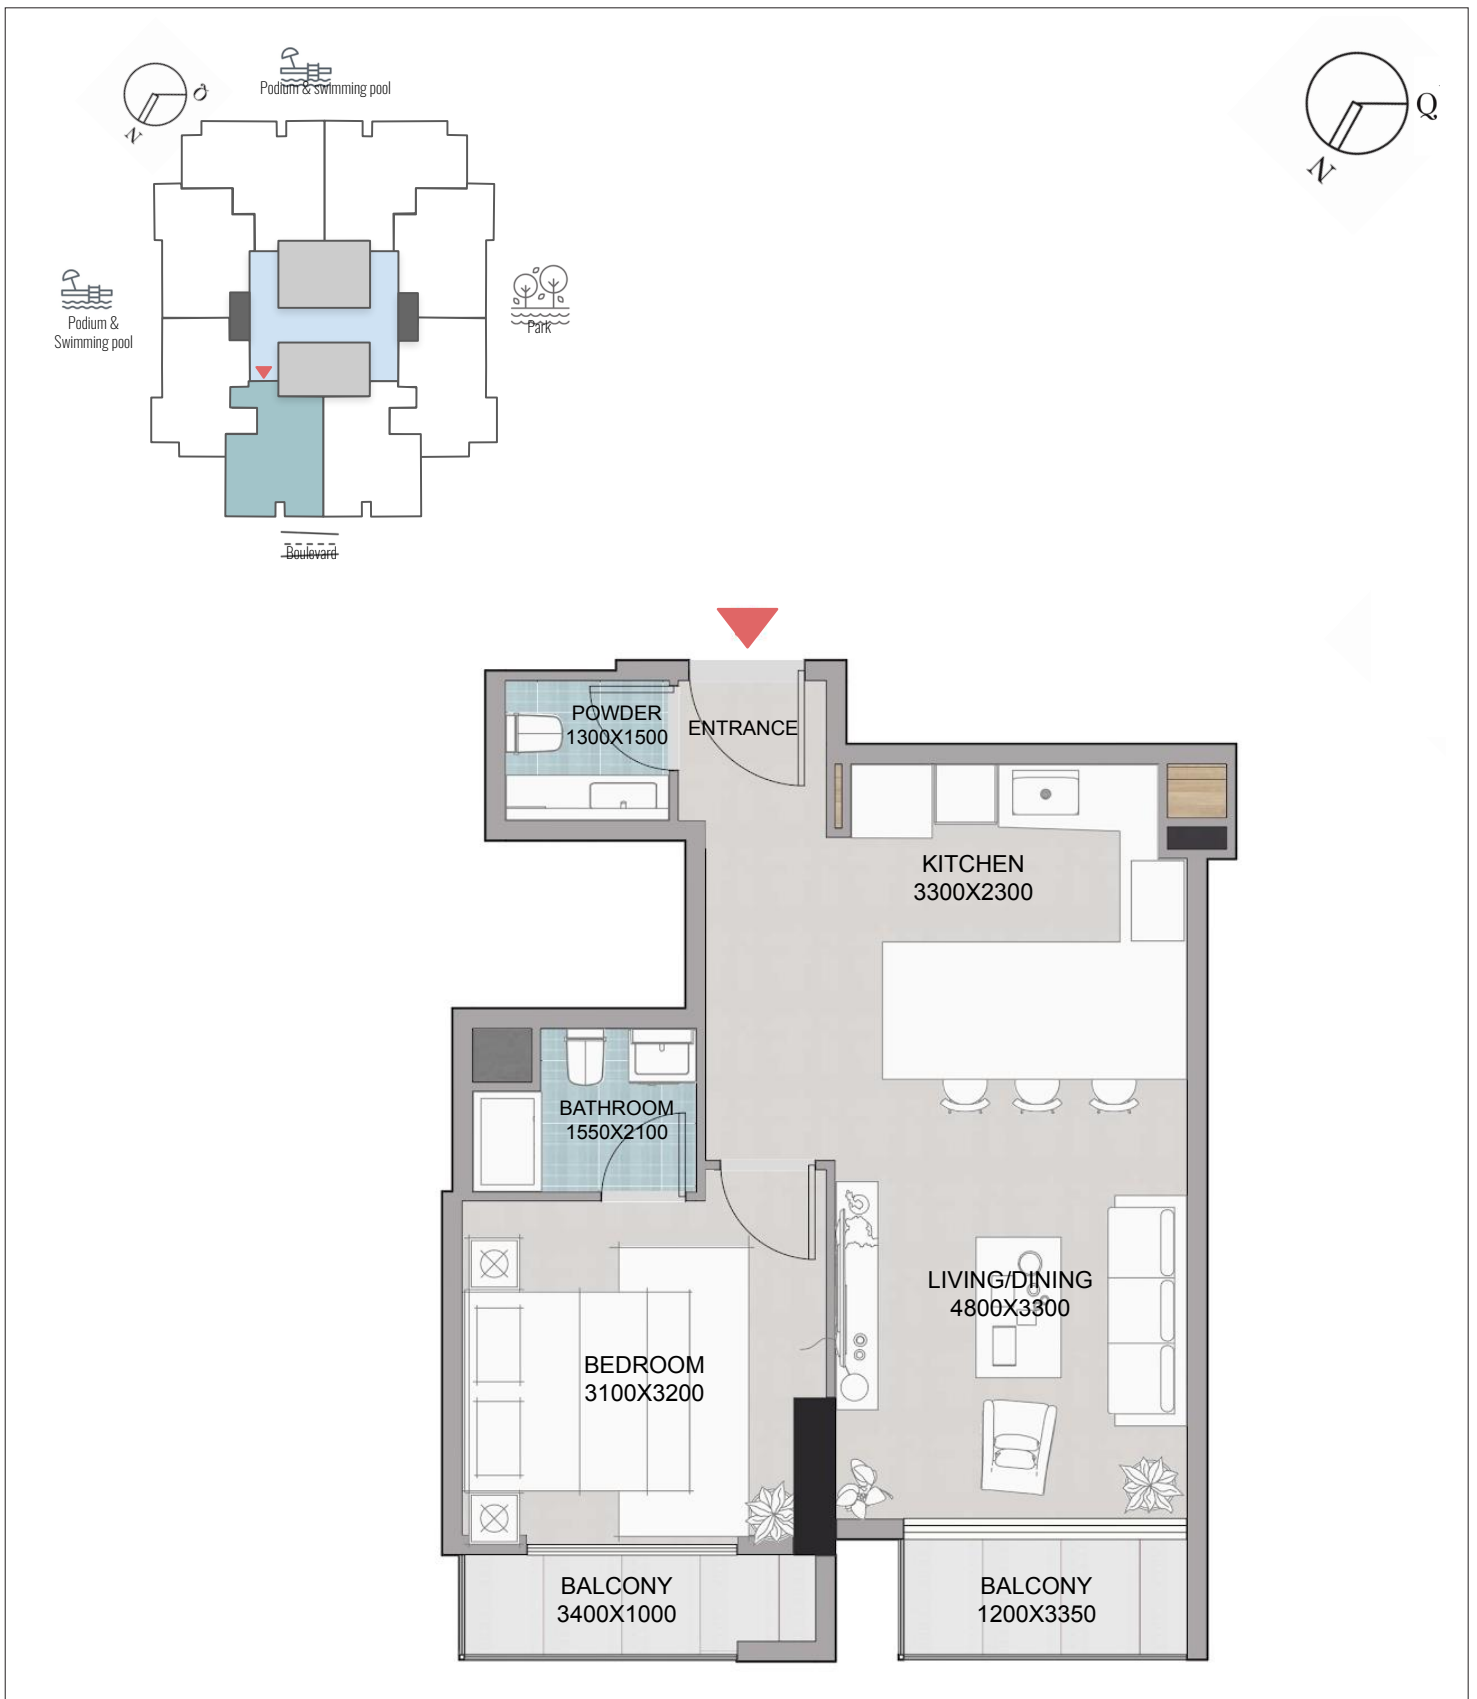 Podium & swimming pool
Q
N
Q
N
Podium &
Swimming pool
Park
Boulevard
POWDER
1300X1500
ENTRANCE
KITCHEN
3300X2300
BATHROOM
1550X2100
LIVING/DINING
4800X3300
BEDROOM
3100X3200
BALCONY
3400X1000
BALCONY
1200X3350